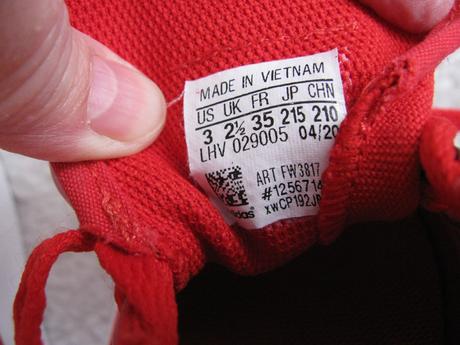 MADE IN VIETNAM
US UK FR JP CHN
3 2½ 35 215 210
LHV 029005 04/20
ART FW3817
#1256714
adidas